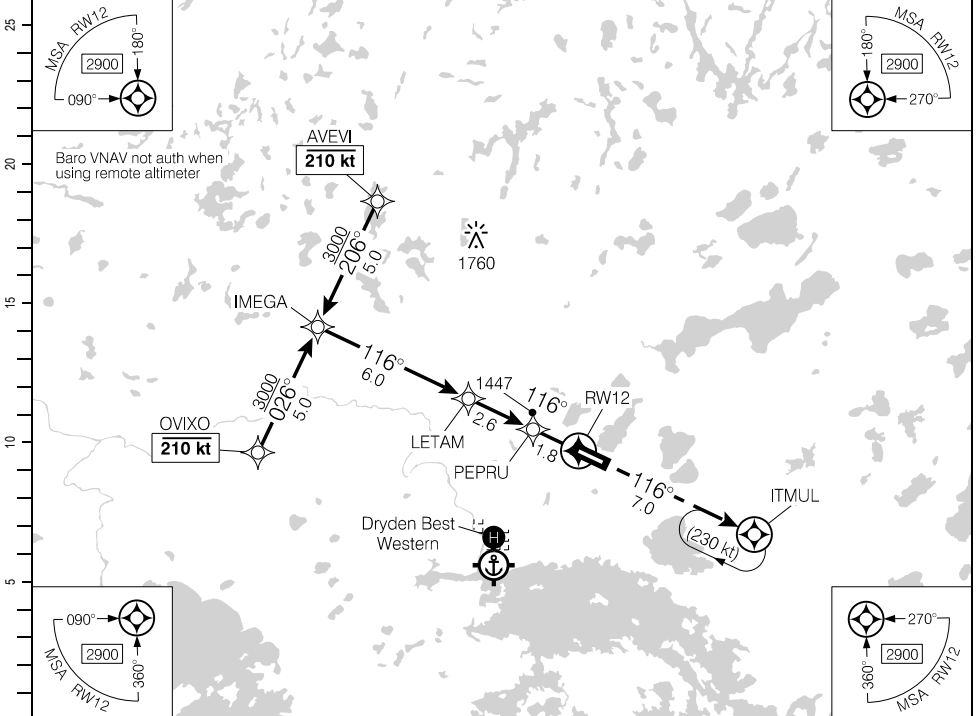 25
20
15
10
5
MSA RW12
180°
2900
090°
MSA RW12
180°
2900
270°
Baro VNAV not auth when
using remote altimeter
AVEVI
210 kt
3000
206°
5.0
1760
IMEGA
116°
6.0
3000
026°
5.0
OVIXO
210 kt
1447
116°
RW12
LETAM
2.6
PEPRU
1.8
116°
7.0
ITMUL
(230 kt)
Dryden Best
Western
H
090°
2900
360°
MSA RW12
270°
2900
360°
MSA RW12